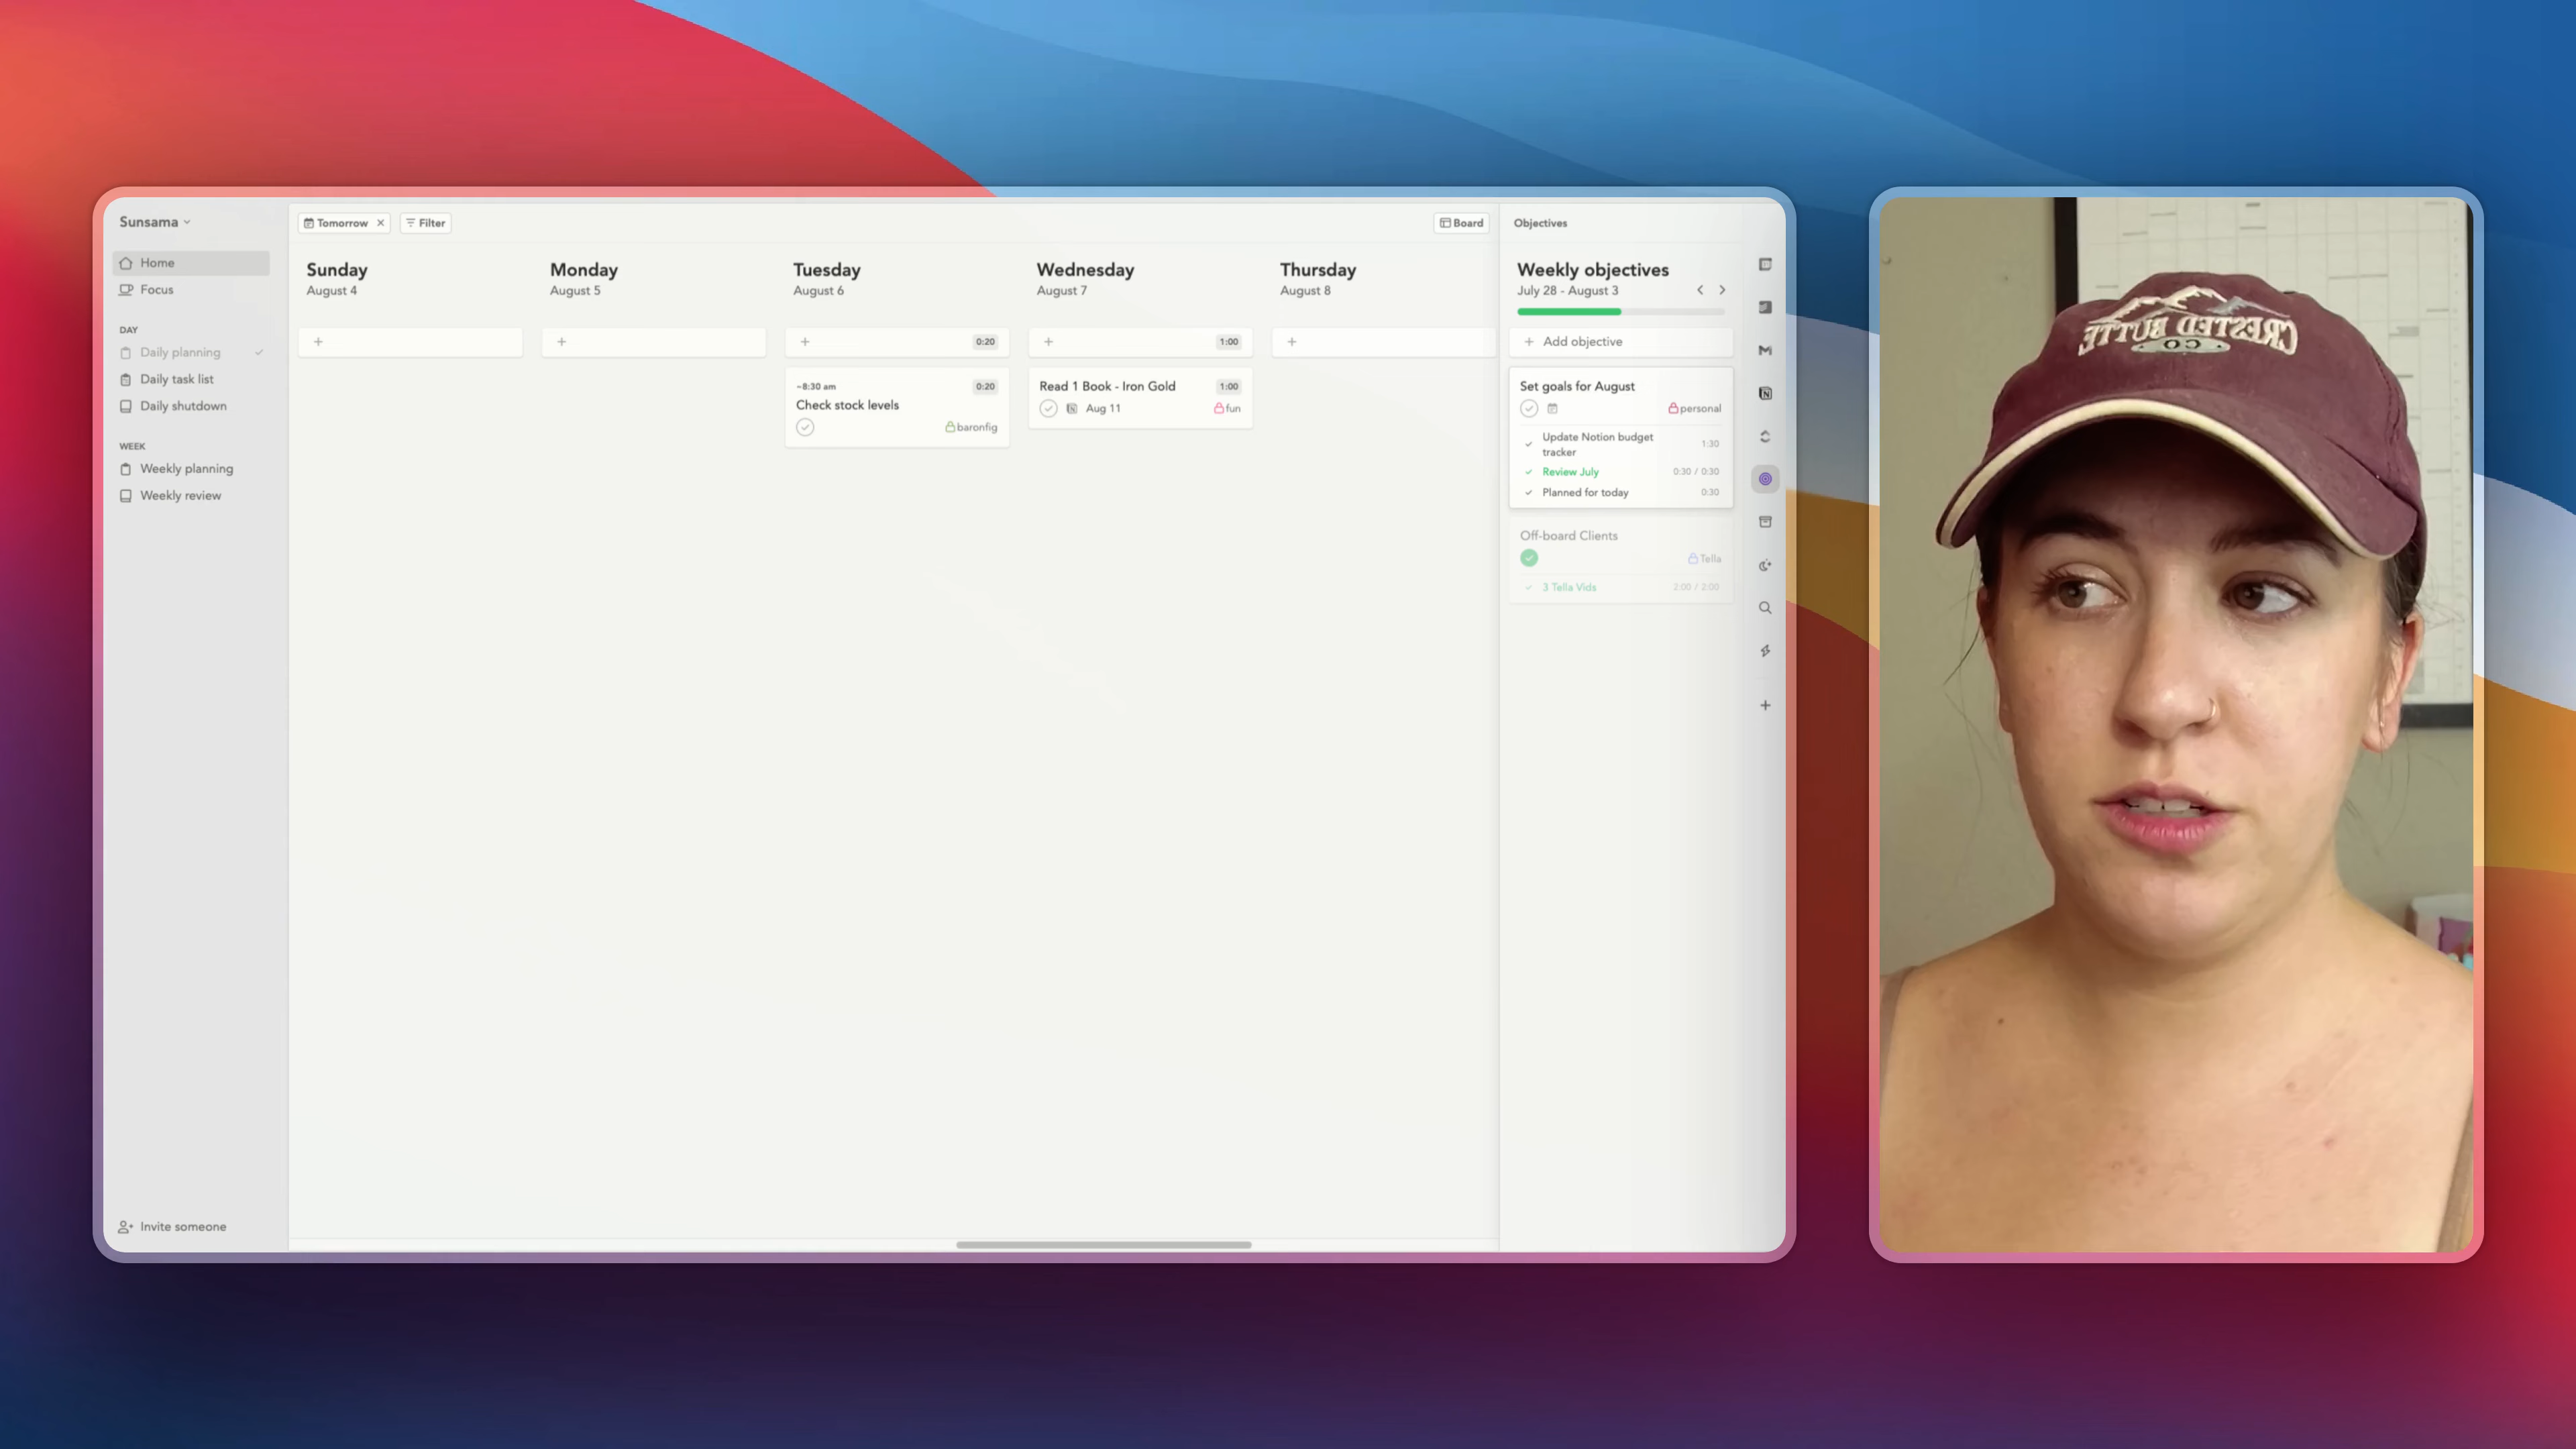 Sunsama
Home
Focus
DAY
Daily planning
Daily task list
Daily shutdown
WEEK
Weekly planning
Weekly review
Invite someone
Tomorrow
Filter
Board
Sunday
August 4
Monday
August 5
Tuesday
August 6
0:20
~8:30 am 0:20
Check stock levels
baronfig
Wednesday
August 7
1:00
Read 1 Book - Iron Gold 1:00
Aug 11 fun
Thursday
August 8
Objectives
Weekly objectives
July 28 - August 3
Add objective
Set goals for August
personal
Update Notion budget 1:30
tracker
Review July 0:30 / 0:30
Planned for today 0:30
Off-board Clients
Tella
3 Tella Vids 2:00 / 2:00
CRESTED BUTTE
CO